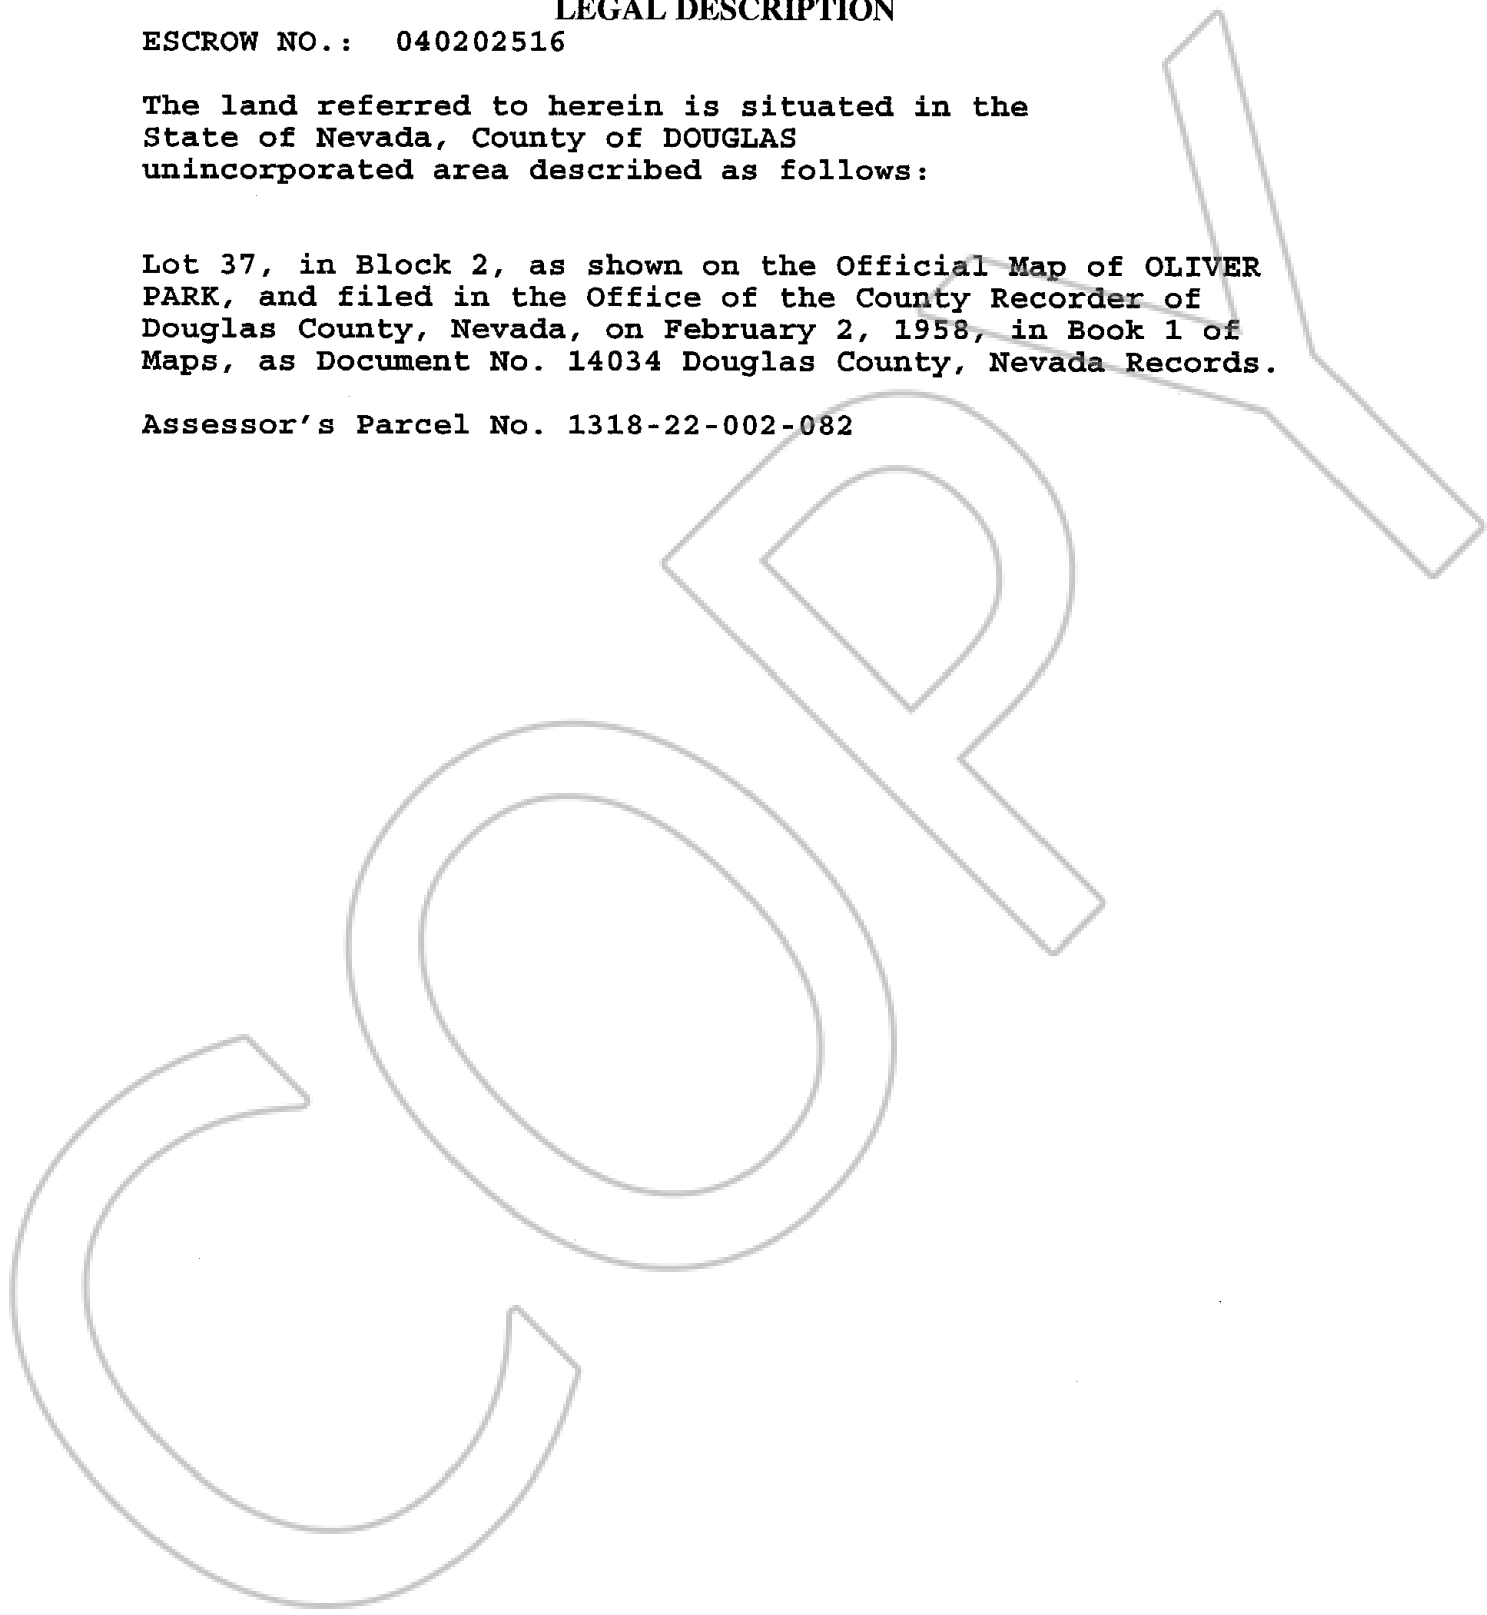 LEGAL DESCRIPTION
ESCROW NO.: 040202516
The land referred to herein is situated in the
State of Nevada, County of DOUGLAS
unincorporated area described as follows:
Lot 37, in Block 2, as shown on the Official Map of OLIVER
PARK, and filed in the Office of the County Recorder of
Douglas County, Nevada, on February 2, 1958, in Book 1 of
Maps, as Document No. 14034 Douglas County, Nevada Records.
Assessor's Parcel No. 1318-22-002-082
COPY